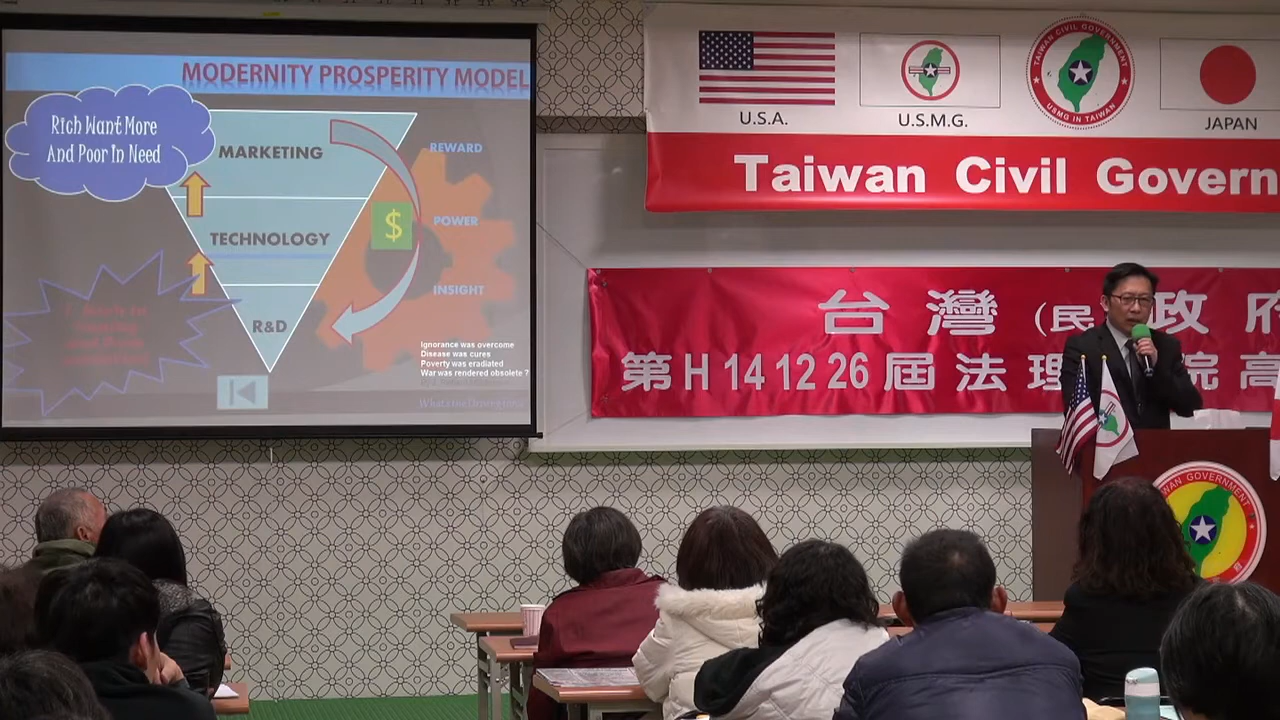 MODERNITY PROSPERITY MODEL
Rich Want More
And Poor In Need
MARKETING
TECHNOLOGY
R&D
$
REWARD
POWER
INSIGHT
Ignorance was overcome
Disease was cures
Poverty was eradiated
War was rendered obsolete ?
U.S.A.
U.S.M.G.
TAIWAN CIVIL GOVERNMENT
USMG IN TAIWAN
JAPAN
Taiwan Civil Govern
台灣(民政府
第H 14 12 26 屆法理 院高
WAN GOVERNMENT